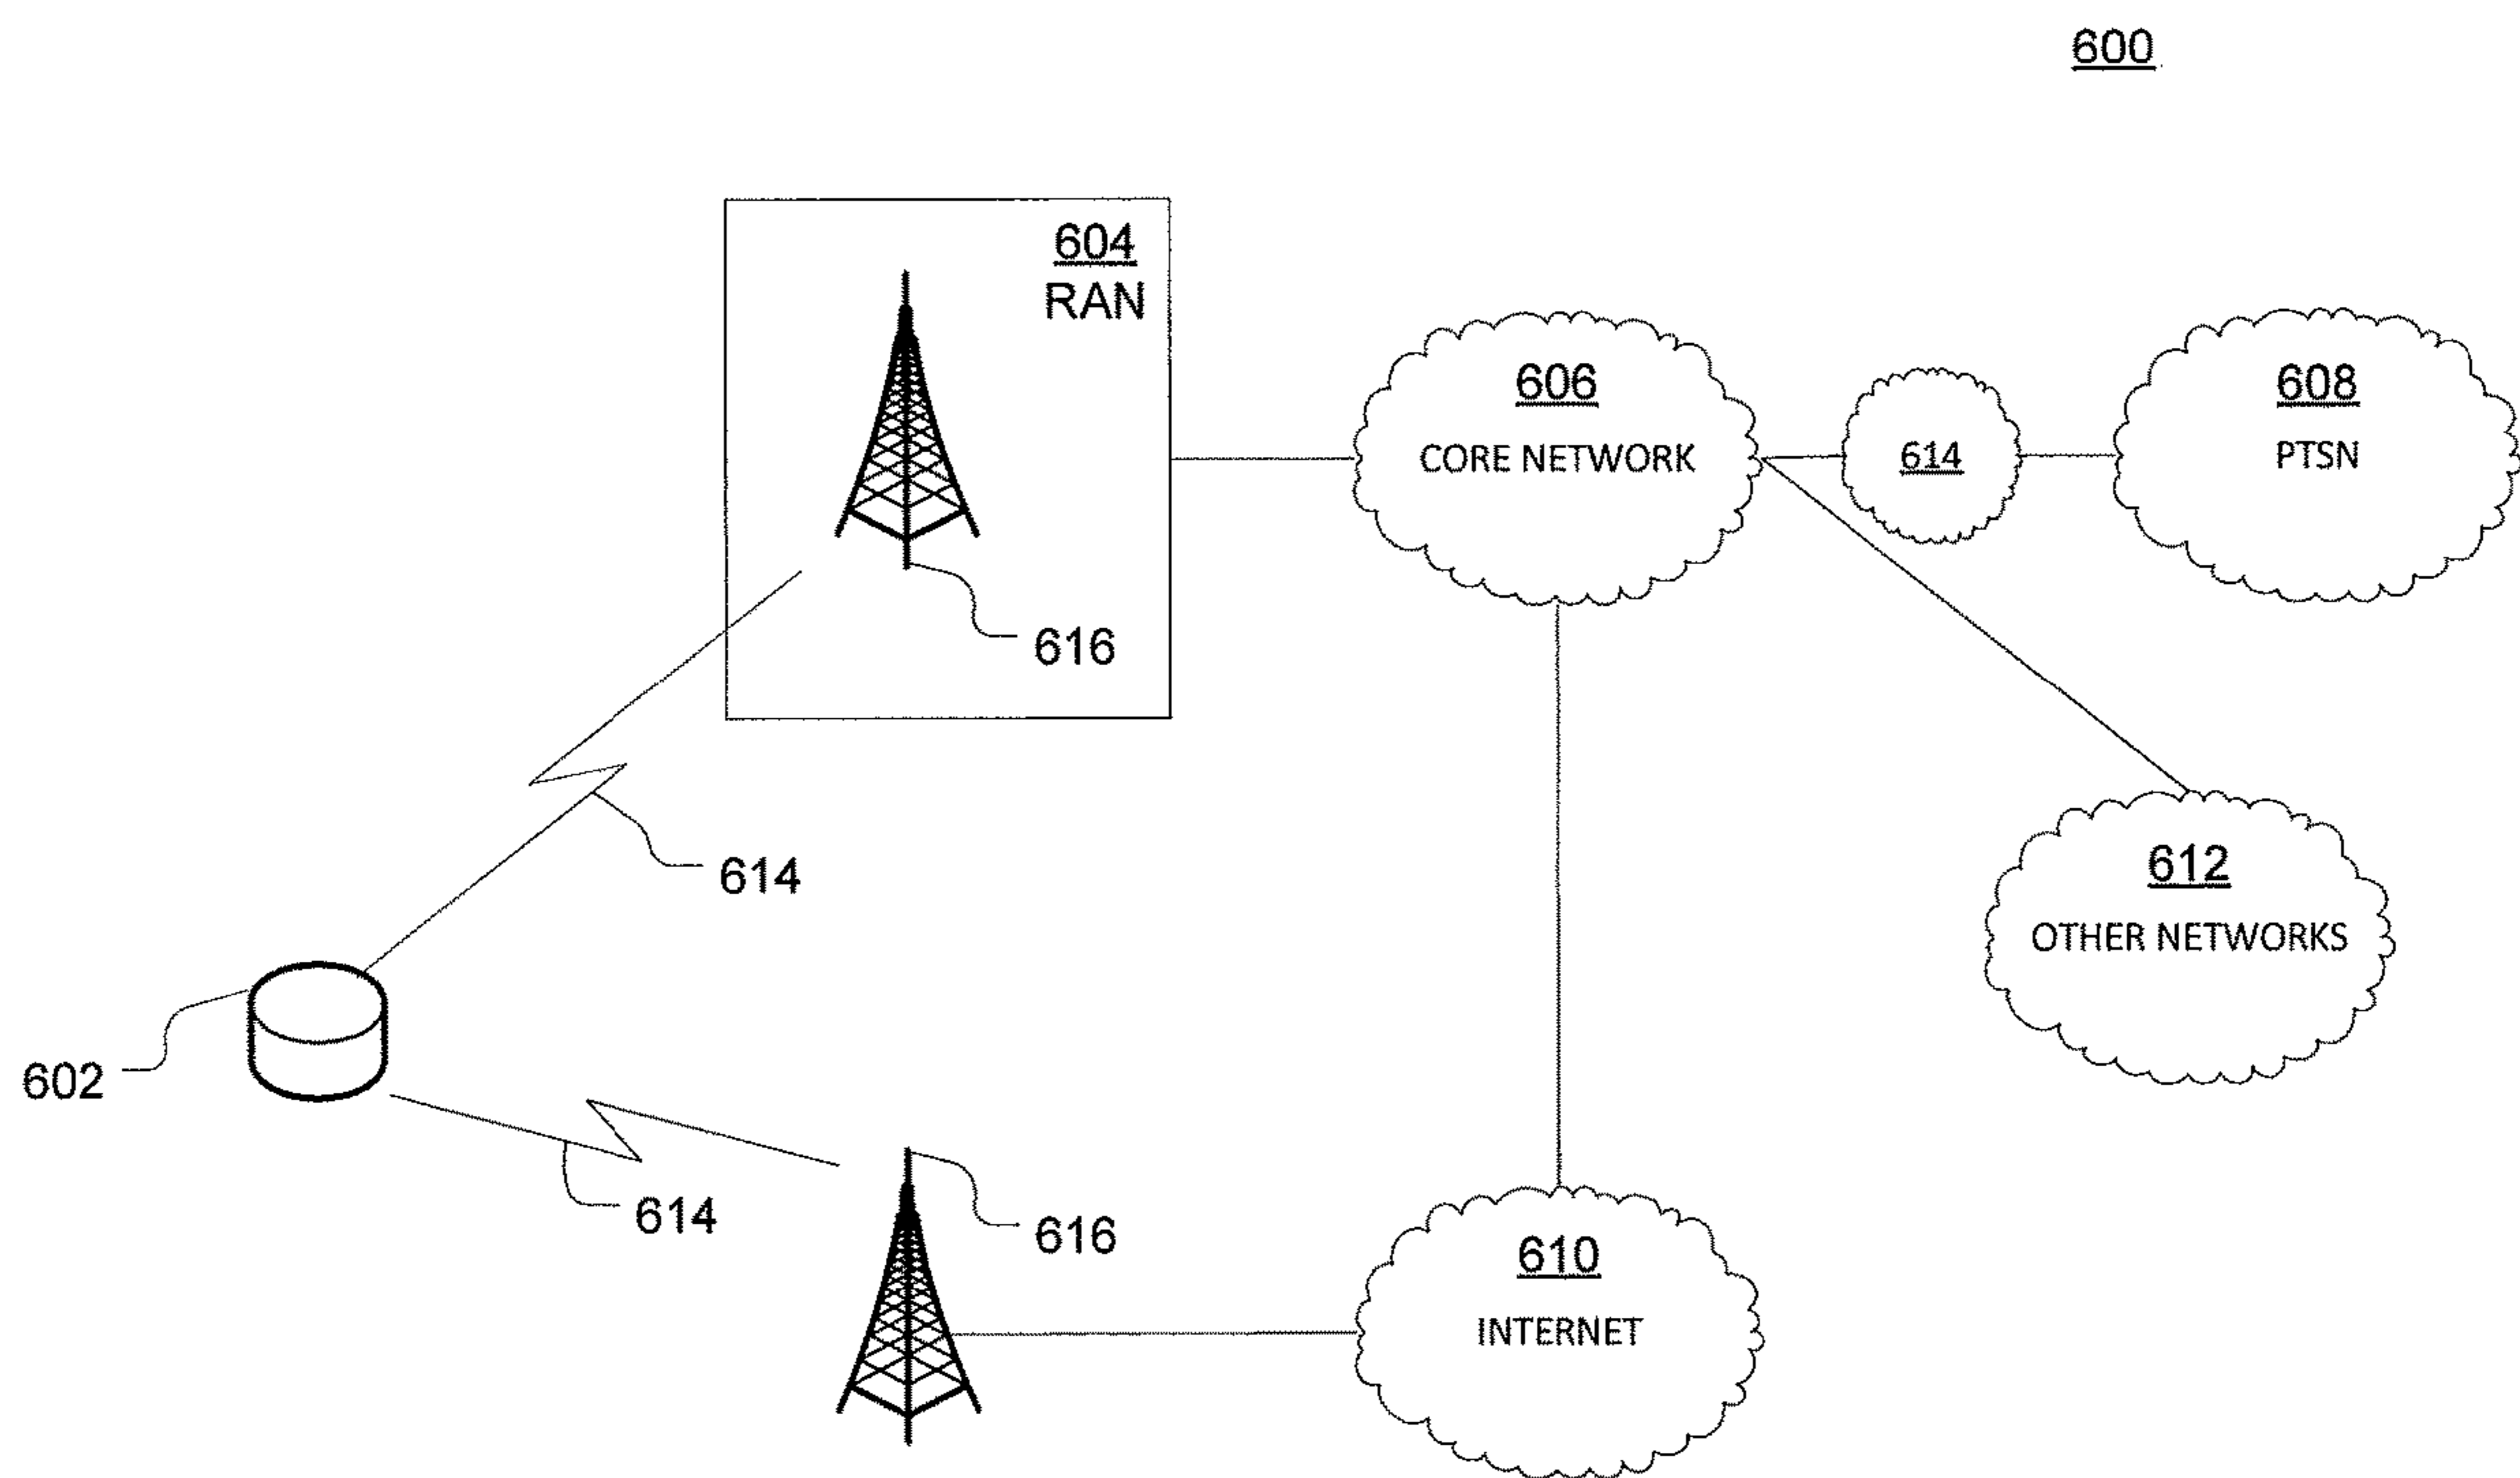 600
604
RAN
606
CORE NETWORK
614
608
PTSN
616
614
612
OTHER NETWORKS
602
614
616
610
INTERNET